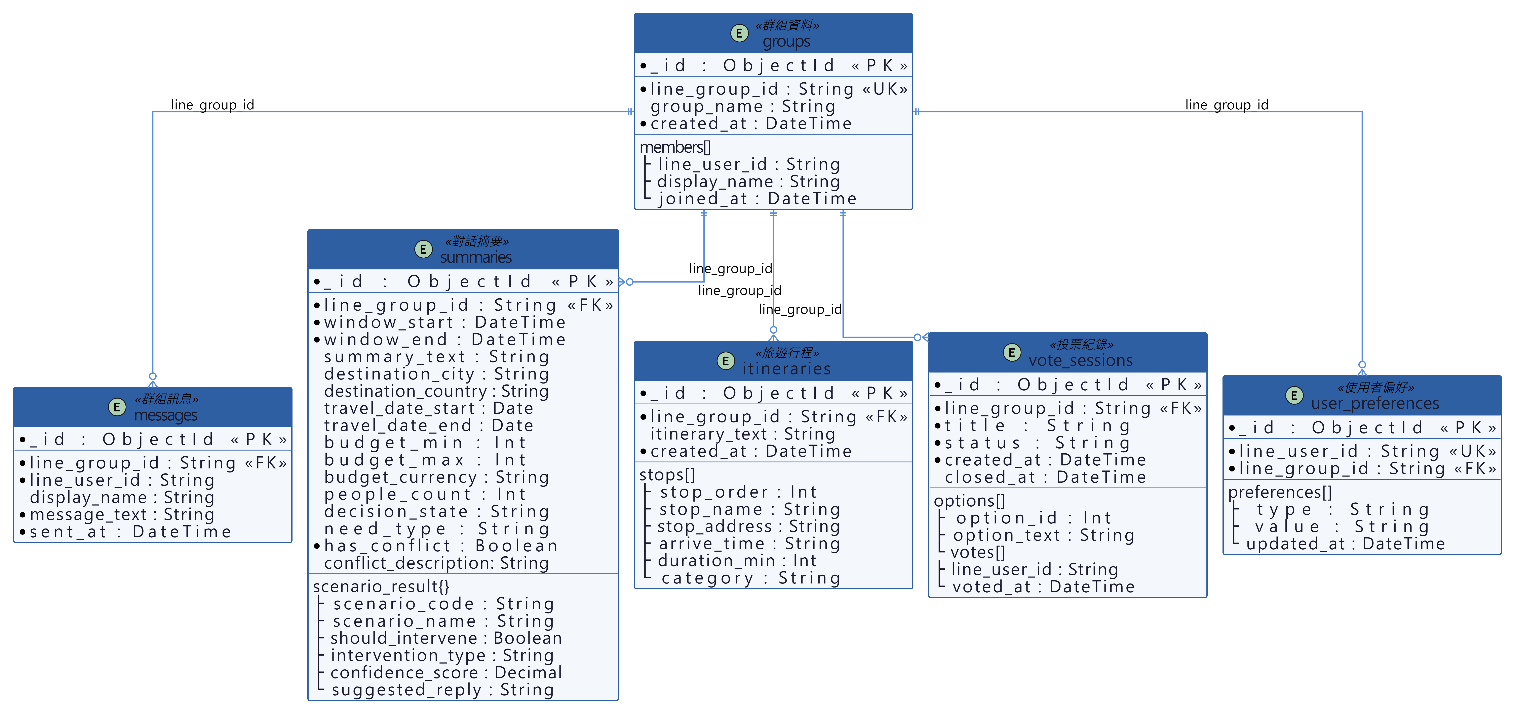 E «群組資料»
groups
•_id : ObjectId «PK»
•line_group_id : String «UK»
group_name : String
•created_at : DateTime
members[]
├ line_user_id : String
├ display_name : String
└ joined_at : DateTime
line_group_id
line_group_id
line_group_id
line_group_id
line_group_id
E «對話摘要»
summaries
•_id : ObjectId «PK»
•line_group_id : String «FK»
•window_start : DateTime
•window_end : DateTime
summary_text : String
destination_city : String
destination_country : String
travel_date_start : Date
travel_date_end : Date
budget_min : Int
budget_max : Int
budget_currency : String
people_count : Int
decision_state : String
need_type : String
•has_conflict : Boolean
conflict_description: String
scenario_result{}
├ scenario_code : String
├ scenario_name : String
├ should_intervene : Boolean
├ intervention_type : String
├ confidence_score : Decimal
└ suggested_reply : String
E «旅遊行程»
itineraries
•_id : ObjectId «PK»
•line_group_id : String «FK»
itinerary_text : String
•created_at : DateTime
stops[]
├ stop_order : Int
├ stop_name : String
├ stop_address : String
├ arrive_time : String
├ duration_min : Int
└ category : String
E «投票紀錄»
vote_sessions
•_id : ObjectId «PK»
•line_group_id : String «FK»
•title : String
•status : String
•created_at : DateTime
closed_at : DateTime
options[]
├ option_id : Int
├ option_text : String
└ votes[]
├ line_user_id : String
└ voted_at : DateTime
E «群組訊息»
messages
•_id : ObjectId «PK»
•line_group_id : String «FK»
•line_user_id : String
display_name : String
•message_text : String
•sent_at : DateTime
E «使用者偏好»
user_preferences
•_id : ObjectId «PK»
•line_user_id : String «UK»
•line_group_id : String «FK»
preferences[]
├ type : String
├ value : String
└ updated_at : DateTime